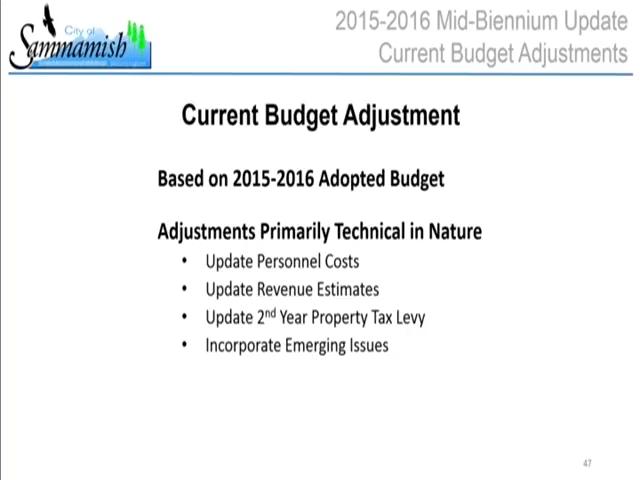 City of
Sammamish
2015-2016 Mid-Biennium Update
Current Budget Adjustments
Current Budget Adjustment
Based on 2015-2016 Adopted Budget
Adjustments Primarily Technical in Nature
• Update Personnel Costs
• Update Revenue Estimates
• Update 2nd Year Property Tax Levy
• Incorporate Emerging Issues
47